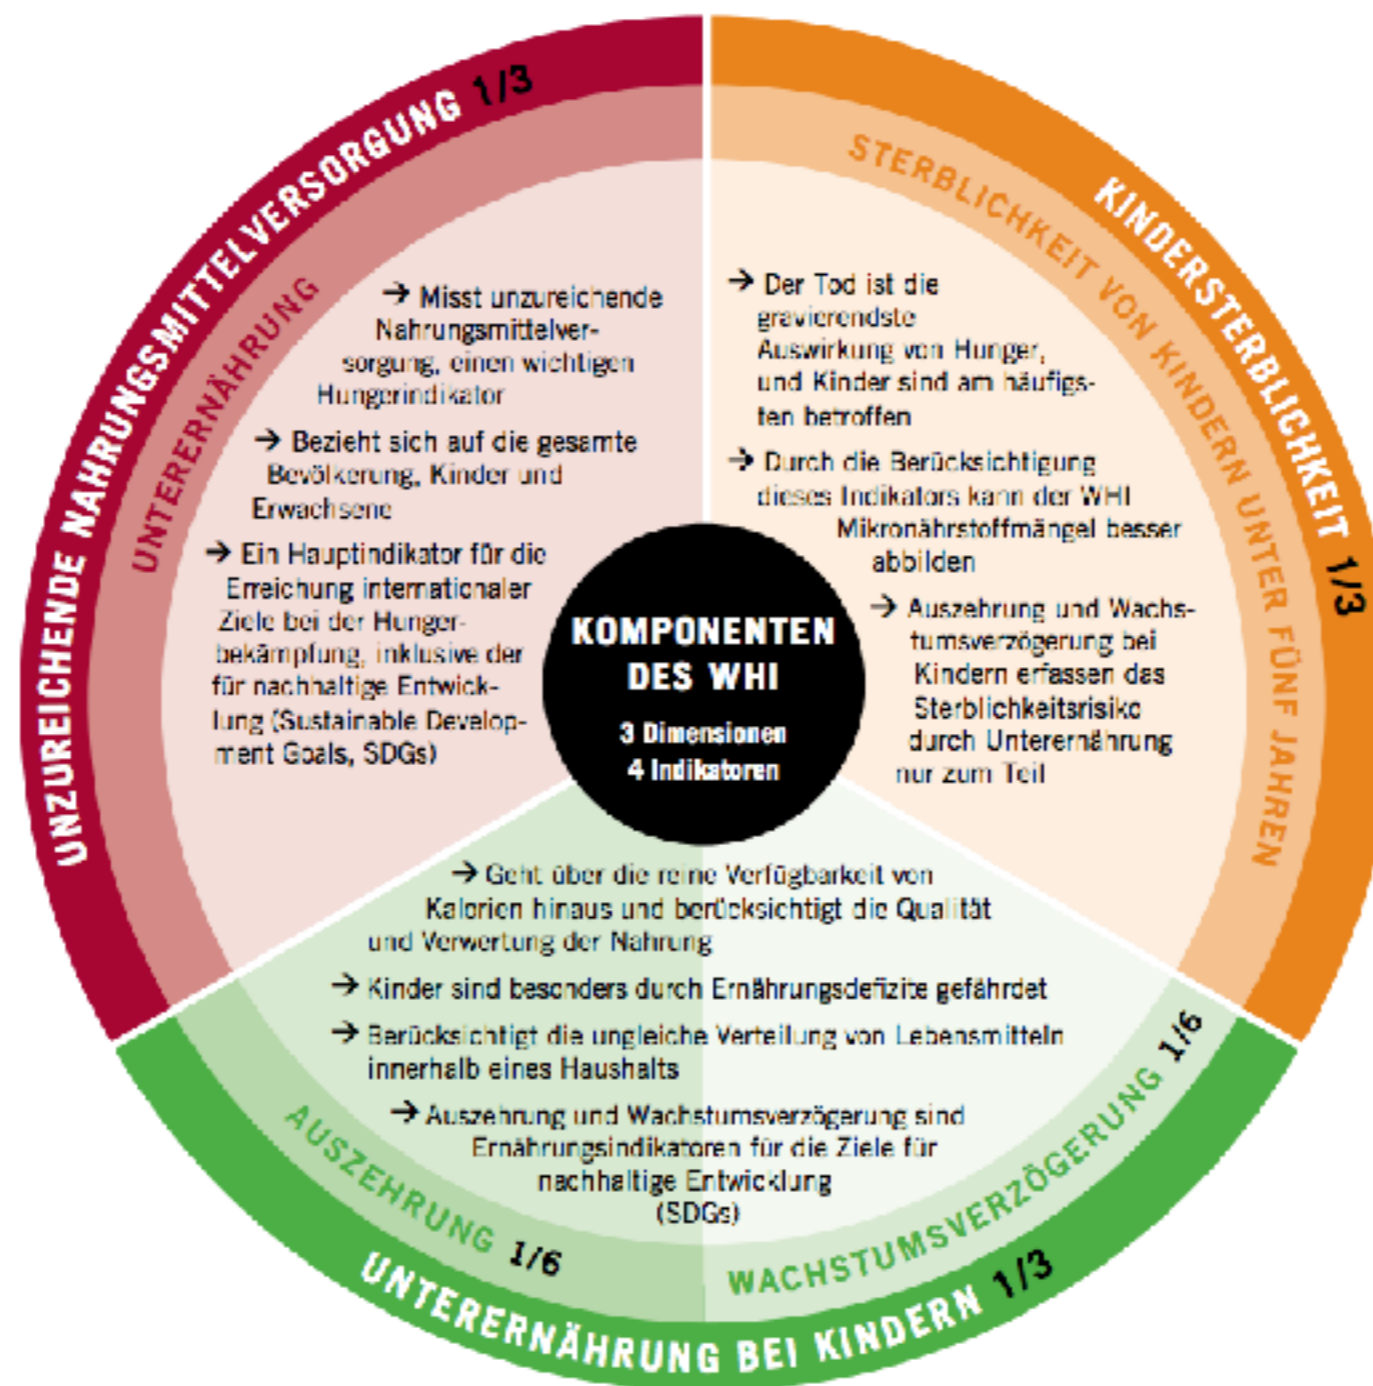 UNZUREICHENDE NAHRUNGSMITTELVERSORGUNG 1/3
UNTERERNÄHRUNG
→ Misst unzureichende
Nahrungsmittelver-
sorgung, einen wichtigen
Hungerindikator
→ Bezieht sich auf die gesamte
Bevölkerung, Kinder und
Erwachsene
→ Ein Hauptindikator für die
Erreichung internationaler
Ziele bei der Hunger-
bekämpfung, inklusive der
für nachhaltige Entwick-
lung (Sustainable Develop-
ment Goals, SDGs)
KINDERSTERBLICHKEIT 1/3
STERBLICHKEIT VON KINDERN UNTER FÜNF JAHREN
→ Der Tod ist die
gravierendste
Auswirkung von Hunger,
und Kinder sind am häufigs-
ten betroffen
→ Durch die Berücksichtigung
dieses Indikators kann der WHI
Mikronährstoffmängel besser
abbilden
→ Auszehrung und Wachs-
tumsverzögerung bei
Kindern erfassen das
Sterblichkeitsrisiko
durch Unterernährung
nur zum Teil
KOMPONENTEN
DES WHI
3 Dimensionen
4 Indikatoren
→ Geht über die reine Verfügbarkeit von
Kalorien hinaus und berücksichtigt die Qualität
und Verwertung der Nahrung
→ Kinder sind besonders durch Ernährungsdefizite gefährdet
→ Berücksichtigt die ungleiche Verteilung von Lebensmitteln
innerhalb eines Haushalts
→ Auszehrung und Wachstumsverzögerung sind
Ernährungsindikatoren für die Ziele für
nachhaltige Entwicklung
(SDGs)
AUSZEHRUNG 1/6
WACHSTUMSVERZÖGERUNG 1/6
UNTERERNÄHRUNG BEI KINDERN 1/3